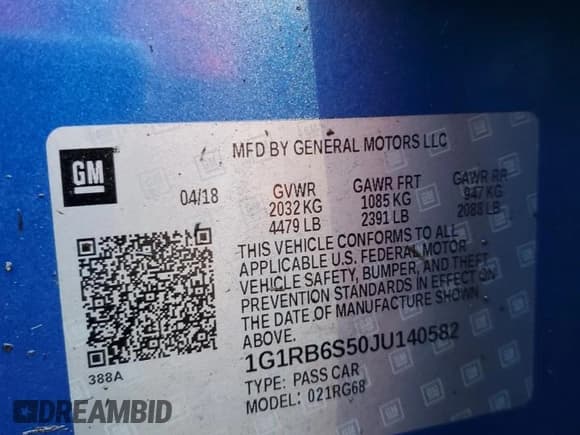 MFD BY GENERAL MOTORS LLC
GM
04/18 GVWR GAWR FRT GAWR RR
2032 KG 1085 KG 947 KG
4479 LB 2391 LB 2088 LB
THIS VEHICLE CONFORMS TO ALL
APPLICABLE U.S. FEDERAL MOTOR
VEHICLE SAFETY, BUMPER, AND THEFT
PREVENTION STANDARDS IN EFFECT ON
THE DATE OF MANUFACTURE SHOWN
ABOVE.
1G1RB6S50JU140582
388A
TYPE: PASS CAR
MODEL: 021RG68
DREAMBID